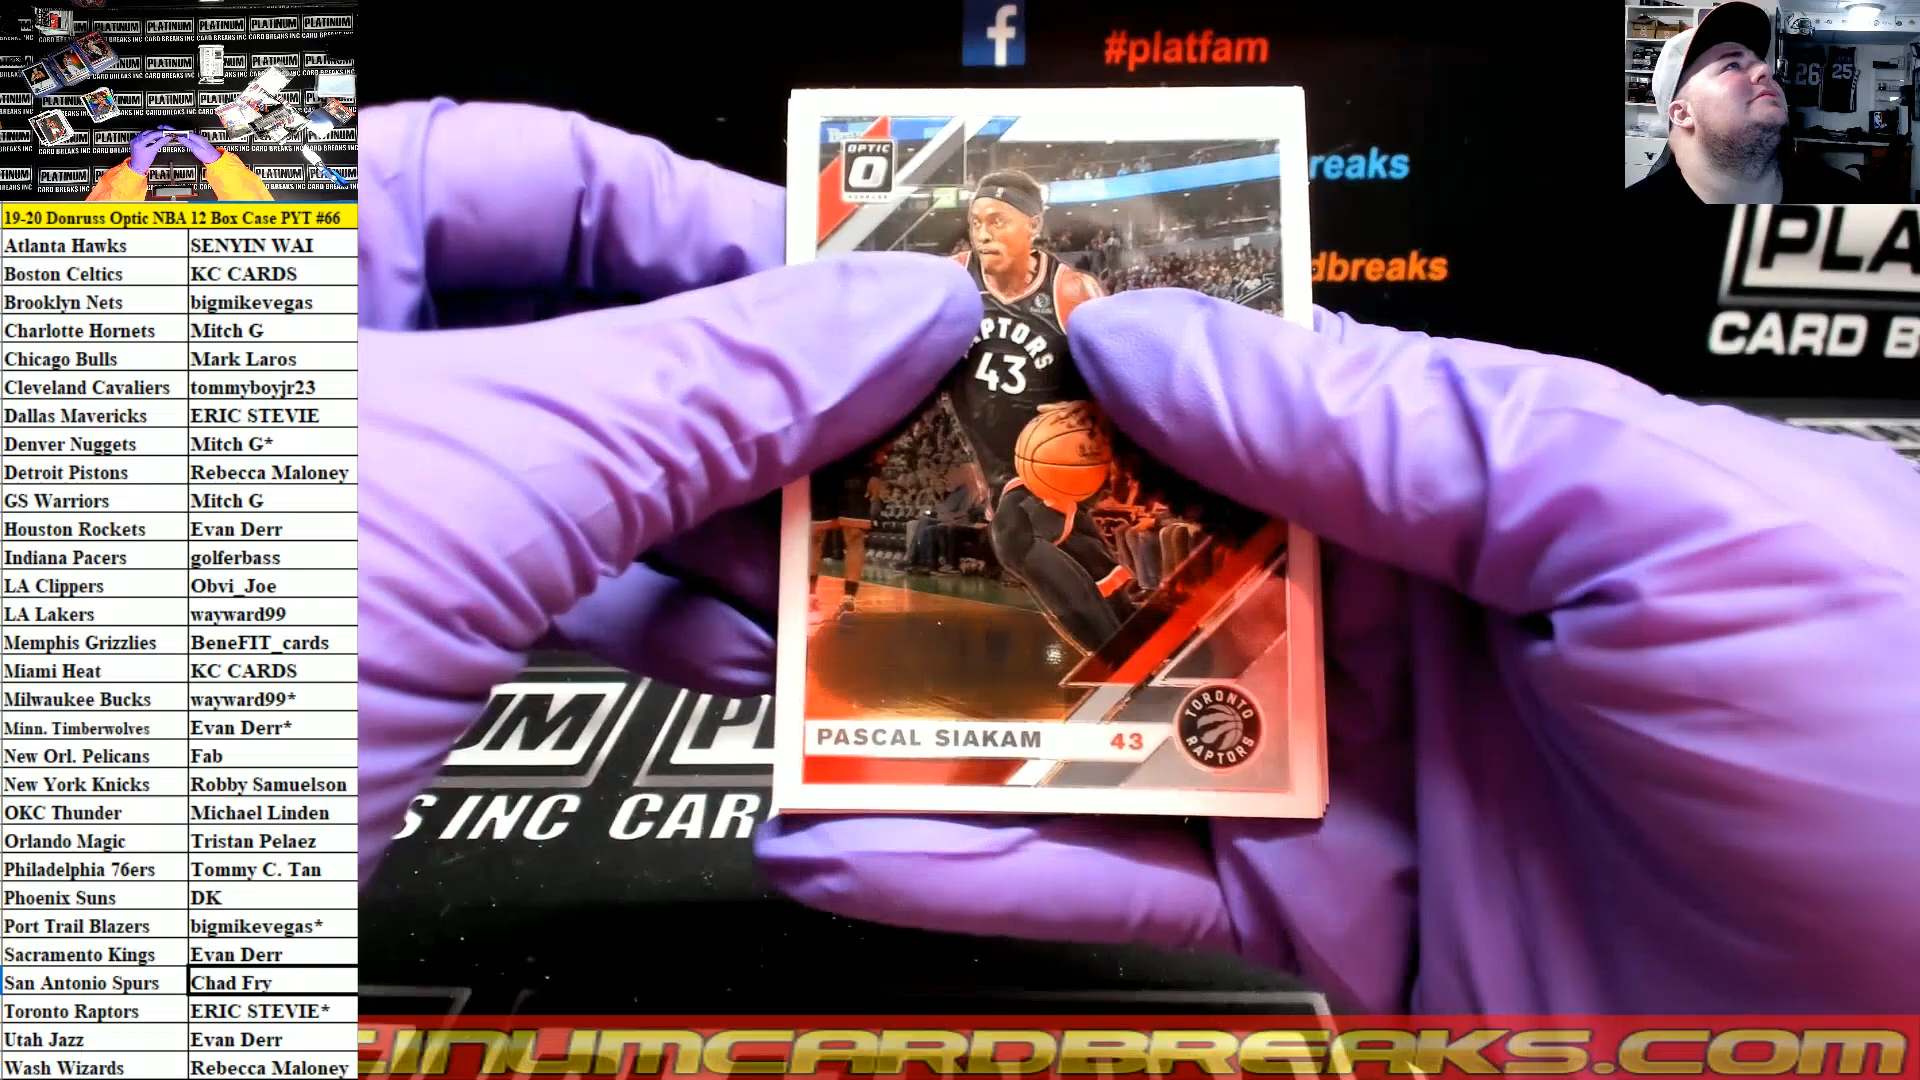 #platfam
reaks
dbreaks
PLA
CARD B
19-20 Donruss Optic NBA 12 Box Case PYT #66
Atlanta Hawks SENYIN WAI
Boston Celtics KC CARDS
Brooklyn Nets bigmikevegas
Charlotte Hornets Mitch G
Chicago Bulls Mark Laros
Cleveland Cavaliers tommyboyjr23
Dallas Mavericks ERIC STEVIE
Denver Nuggets Mitch G*
Detroit Pistons Rebecca Maloney
GS Warriors Mitch G
Houston Rockets Evan Derr
Indiana Pacers golferbass
LA Clippers Obvi_Joe
LA Lakers wayward99
Memphis Grizzlies BeneFIT_cards
Miami Heat KC CARDS
Milwaukee Bucks wayward99*
Minn. Timberwolves Evan Derr*
New Orl. Pelicans Fab
New York Knicks Robby Samuelson
OKC Thunder Michael Linden
Orlando Magic Tristan Pelaez
Philadelphia 76ers Tommy C. Tan
Phoenix Suns DK
Port Trail Blazers bigmikevegas*
Sacramento Kings Evan Derr
San Antonio Spurs Chad Fry
Toronto Raptors ERIC STEVIE*
Utah Jazz Evan Derr
Wash Wizards Rebecca Maloney
OPTIC
PTORS
43
PASCAL SIAKAM 43
TORONTO
RAPTORS
UM PL
S INC CAR
26 25
INUMCARDBREAKS.COM